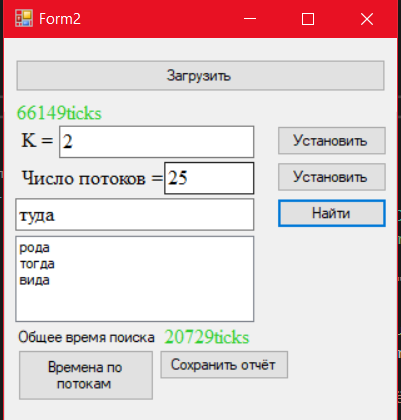 Form2
Загрузить
66149ticks
K = 2 Установить
Число потоков = 25 Установить
туда Найти
рода
тогда
вида
Общее время поиска 20729ticks
Времена по
потокам
Сохранить отчёт